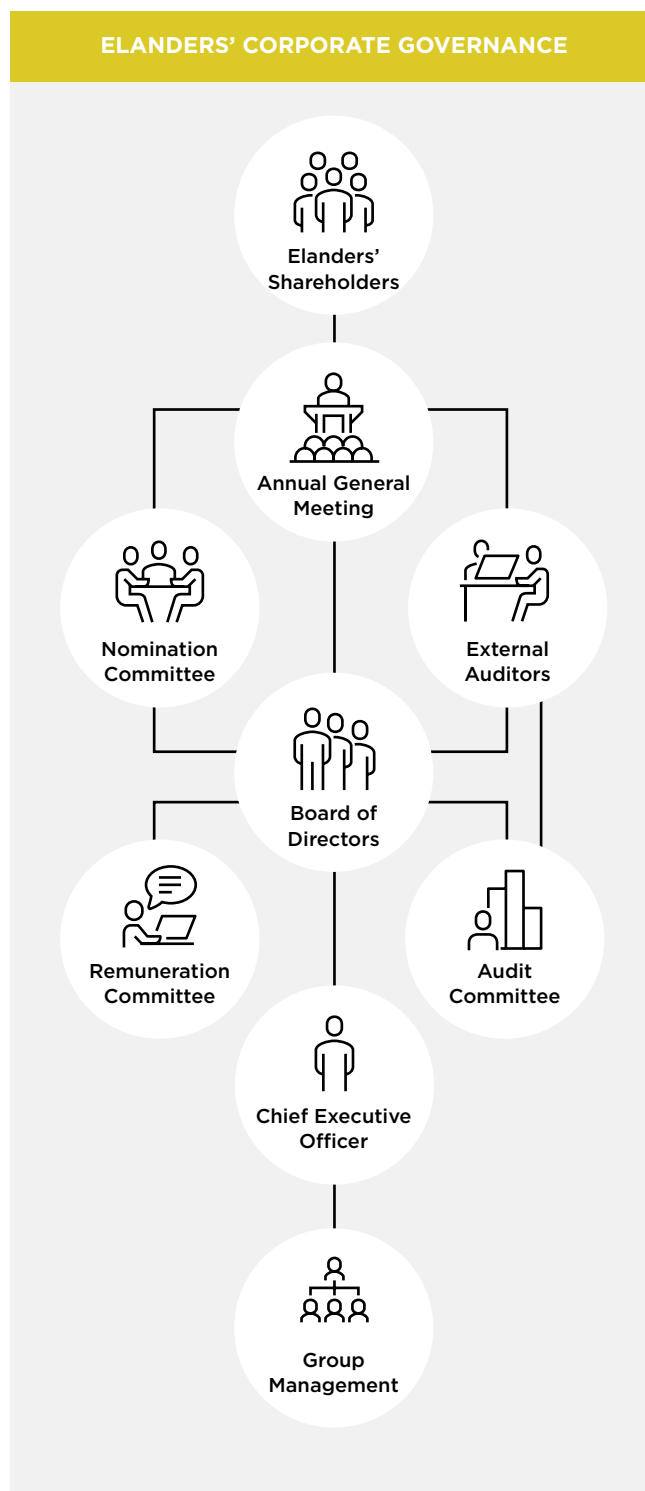 ELANDERS’ CORPORATE GOVERNANCE
Elanders’
Shareholders
Annual General
Meeting
Nomination
Committee
External
Auditors
Board of
Directors
Remuneration
Committee
Audit
Committee
Chief Executive
Officer
Group
Management